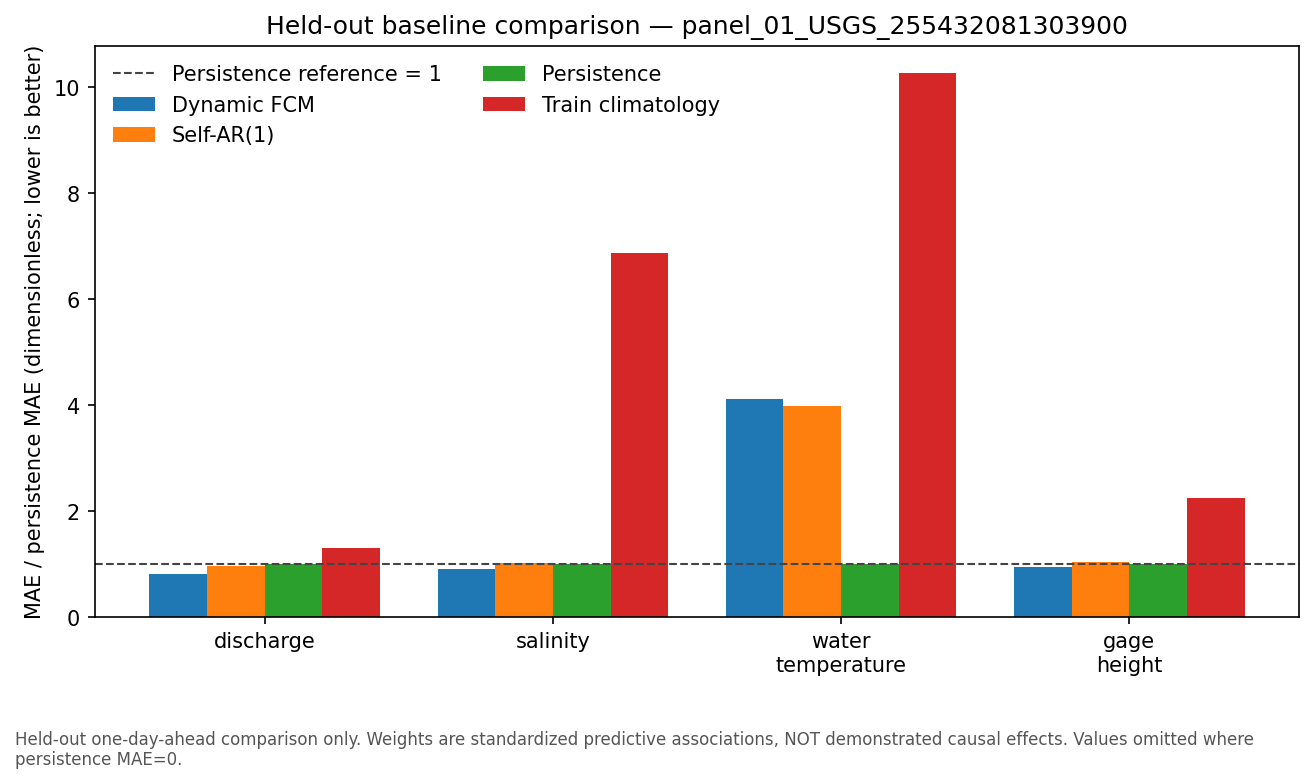 Held-out baseline comparison — panel_01_USGS_255432081303900
MAE / persistence MAE (dimensionless; lower is better)
10
8
6
4
2
0
Persistence reference = 1
Dynamic FCM
Self-AR(1)
Persistence
Train climatology
discharge
salinity
water
temperature
gage
height
Held-out one-day-ahead comparison only. Weights are standardized predictive associations, NOT demonstrated causal effects. Values omitted where
persistence MAE=0.